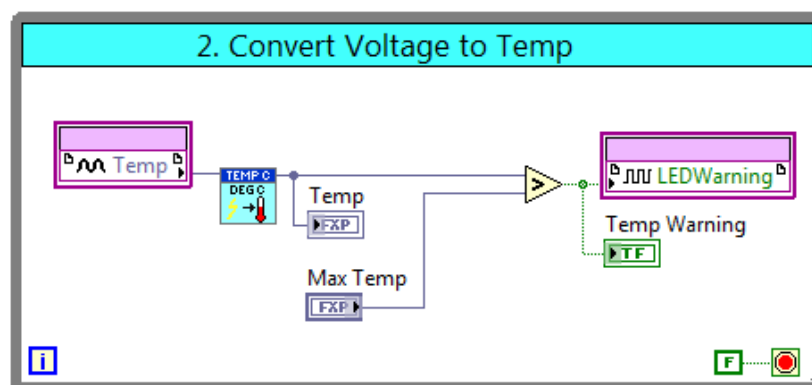 2. Convert Voltage to Temp
Temp
TEMP C
DEG C
Temp
FXP
Max Temp
FXP
>
LEDWarning
Temp Warning
TF
i
F